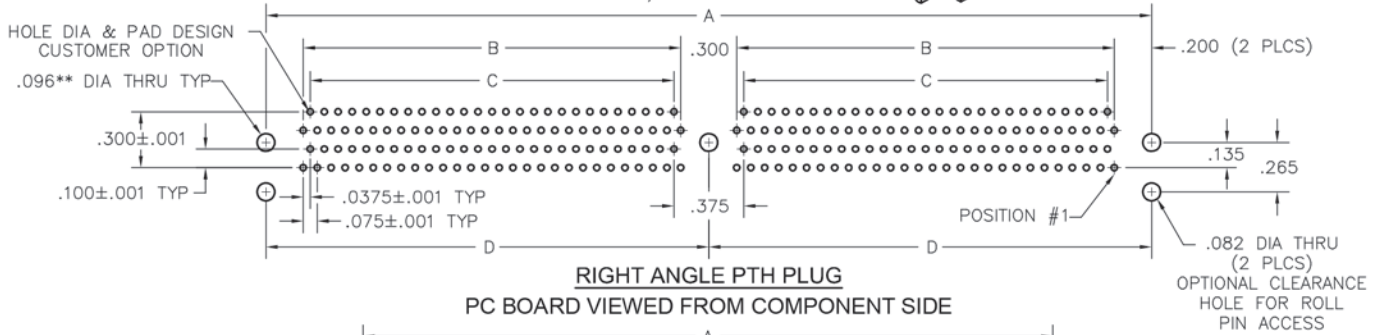 A
HOLE DIA & PAD DESIGN
CUSTOMER OPTION
B
.300
B
.200 (2 PLCS)
.096** DIA THRU TYP
C
C
.300±.001
.135
.265
.100±.001 TYP
.0375±.001 TYP
.375
.075±.001 TYP
POSITION #1
D
D
.082 DIA THRU
(2 PLCS)
OPTIONAL CLEARANCE
HOLE FOR ROLL
PIN ACCESS
RIGHT ANGLE PTH PLUG
PC BOARD VIEWED FROM COMPONENT SIDE